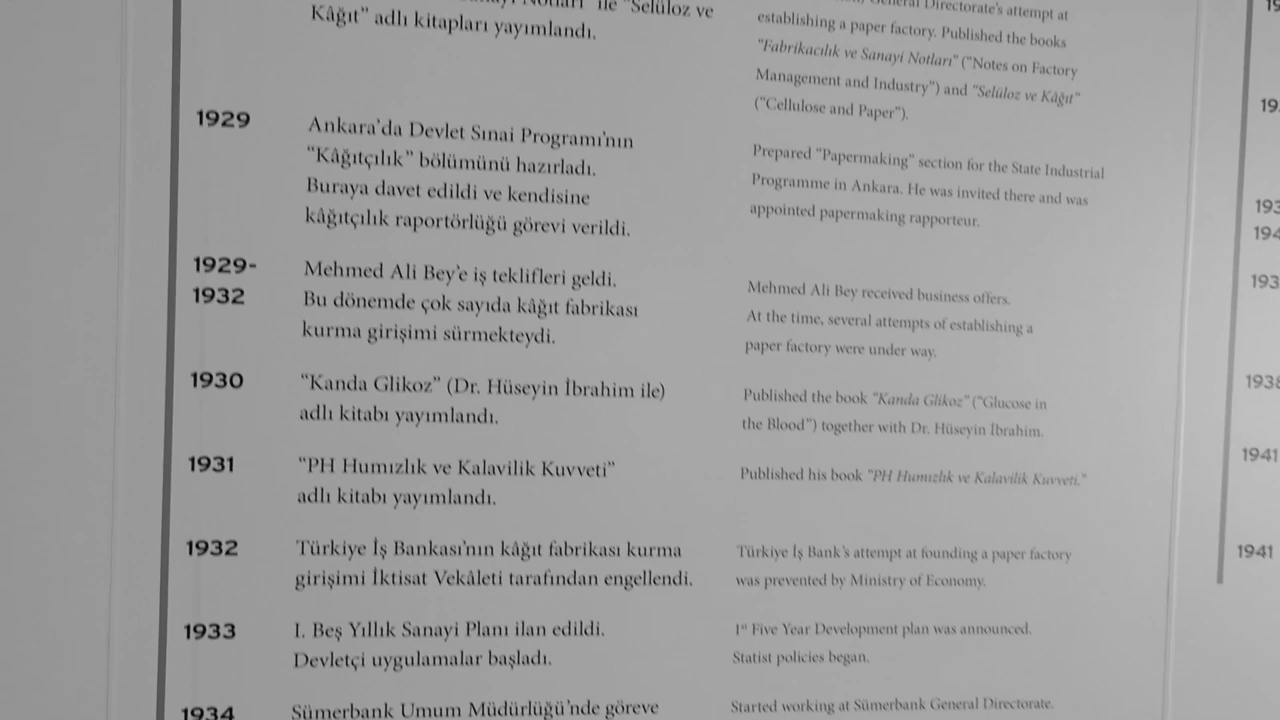 Notları" ile "Selüloz ve
Kâğıt" adlı kitapları yayımlandı.
General Directorate's attempt at
establishing a paper factory. Published the books
"Fabrikacılık ve Sanayi Notları" ("Notes on Factory
Management and Industry") and "Selüloz ve Kâğıt"
("Cellulose and Paper").
1929
Ankara'da Devlet Sınai Programı'nın
"Kâğıtçılık" bölümünü hazırladı.
Buraya davet edildi ve kendisine
kâğıtçılık raportörlüğü görevi verildi.
Prepared "Papermaking" section for the State Industrial
Programme in Ankara. He was invited there and was
appointed papermaking rapporteur.
1929-
1932
Mehmed Ali Bey'e iş teklifleri geldi.
Bu dönemde çok sayıda kâğıt fabrikası
kurma girişimi sürmekteydi.
Mehmed Ali Bey received business offers.
At the time, several attempts of establishing a
paper factory were under way.
1930
"Kanda Glikoz" (Dr. Hüseyin İbrahim ile)
adlı kitabı yayımlandı.
Published the book "Kanda Glikoz" ("Glucose in
the Blood") together with Dr. Hüseyin İbrahim.
1931
"PH Humızlık ve Kalavilik Kuvveti"
adlı kitabı yayımlandı.
Published his book "PH Humızlık ve Kalavilik Kuvveti."
1932
Türkiye İş Bankası'nın kâğıt fabrikası kurma
girişimi İktisat Vekâleti tarafından engellendi.
Türkiye İş Bank's attempt at founding a paper factory
was prevented by Ministry of Economy.
1933
I. Beş Yıllık Sanayi Planı ilan edildi.
Devletçi uygulamalar başladı.
1st Five Year Development plan was announced.
Statist policies began.
1934
Sümerbank Umum Müdürlüğü'nde göreve
Started working at Sümerbank General Directorate.
1938
1941
1941